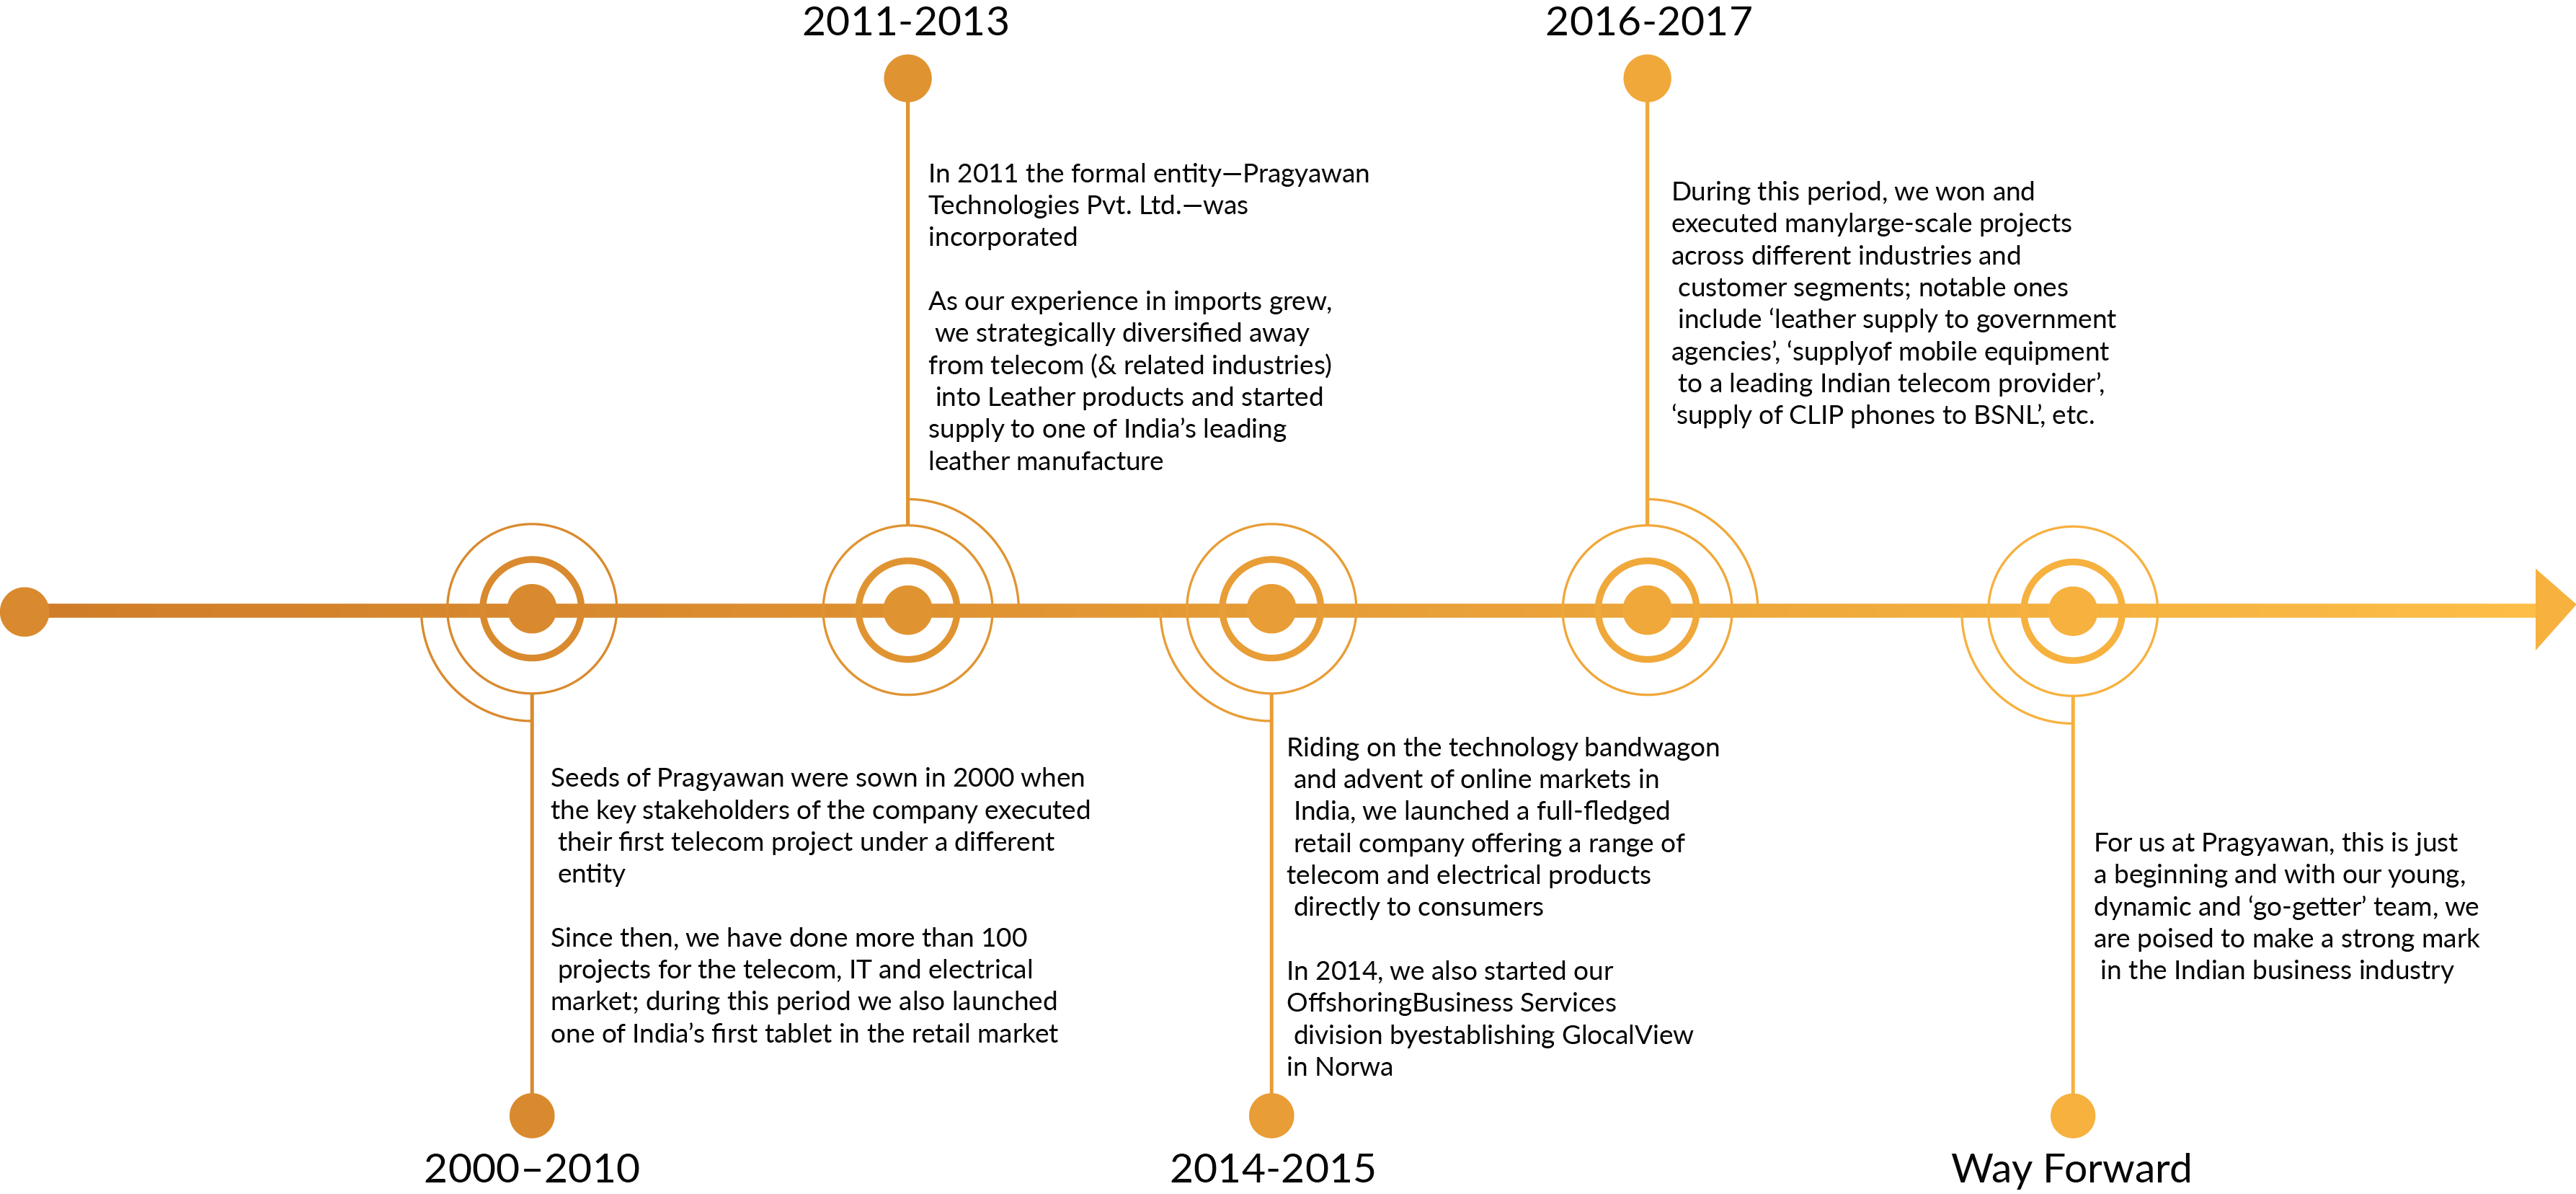 2011-2013
In 2011 the formal entity—Pragyawan
Technologies Pvt. Ltd.—was
incorporated
As our experience in imports grew,
we strategically diversified away
from telecom (& related industries)
into Leather products and started
supply to one of India’s leading
leather manufacture
2016-2017
During this period, we won and
executed manylarge-scale projects
across different industries and
customer segments; notable ones
include ‘leather supply to government
agencies’, ‘supplyof mobile equipment
to a leading Indian telecom provider’,
‘supply of CLIP phones to BSNL’, etc.
Seeds of Pragyawan were sown in 2000 when
the key stakeholders of the company executed
their first telecom project under a different
entity
Since then, we have done more than 100
projects for the telecom, IT and electrical
market; during this period we also launched
one of India’s first tablet in the retail market
2000–2010
Riding on the technology bandwagon
and advent of online markets in
India, we launched a full-fledged
retail company offering a range of
telecom and electrical products
directly to consumers
In 2014, we also started our
OffshoringBusiness Services
division byestablishing GlocalView
in Norwa
2014-2015
For us at Pragyawan, this is just
a beginning and with our young,
dynamic and ‘go-getter’ team, we
are poised to make a strong mark
in the Indian business industry
Way Forward